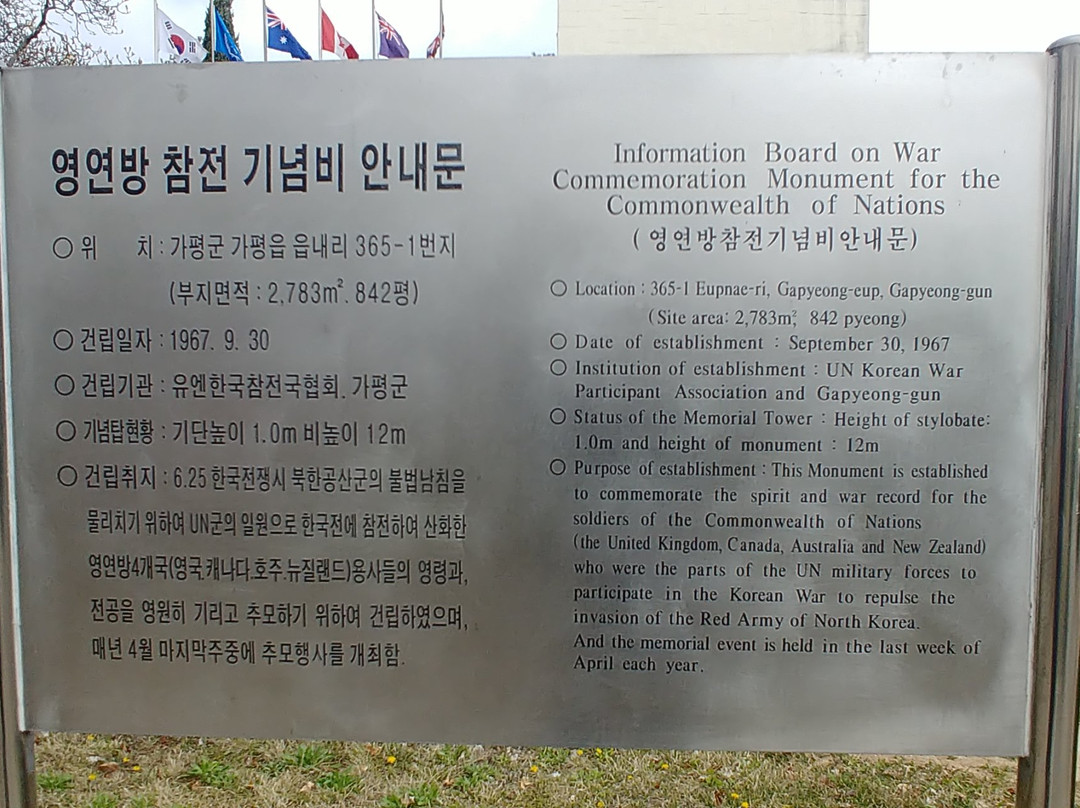 영연방 참전 기념비 안내문
○ 위 치 : 가평군 가평읍 읍내리 365-1번지
(부지면적 : 2,783㎡. 842평)
○ 건립일자 : 1967. 9. 30
○ 건립기관 : 유엔한국참전국협회. 가평군
○ 기념탑현황 : 기단높이 1.0m 비높이 12m
○ 건립취지 : 6.25 한국전쟁시 북한공산군의 불법남침을
물리치기 위하여 UN군의 일원으로 한국전에 참전하여 산화한
영연방4개국(영국.캐나다.호주.뉴질랜드)용사들의 영령과,
전공을 영원히 기리고 추모하기 위하여 건립하였으며,
매년 4월 마지막주중에 추모행사를 개최함.
Information Board on War
Commemoration Monument for the
Commonwealth of Nations
( 영연방참전기념비안내문)
○ Location : 365-1 Eupnae-ri, Gapyeong-eup, Gapyeong-gun
(Site area: 2,783㎡, 842 pyeong)
○ Date of establishment : September 30, 1967
○ Institution of establishment : UN Korean War
Participant Association and Gapyeong-gun
○ Status of the Memorial Tower : Height of stylobate:
1.0m and height of monument : 12m
○ Purpose of establishment : This Monument is established
to commemorate the spirit and war record for the
soldiers of the Commonwealth of Nations
(the United Kingdom, Canada, Australia and New Zealand)
who were the parts of the UN military forces to
participate in the Korean War to repulse the
invasion of the Red Army of North Korea.
And the memorial event is held in the last week of
April each year.